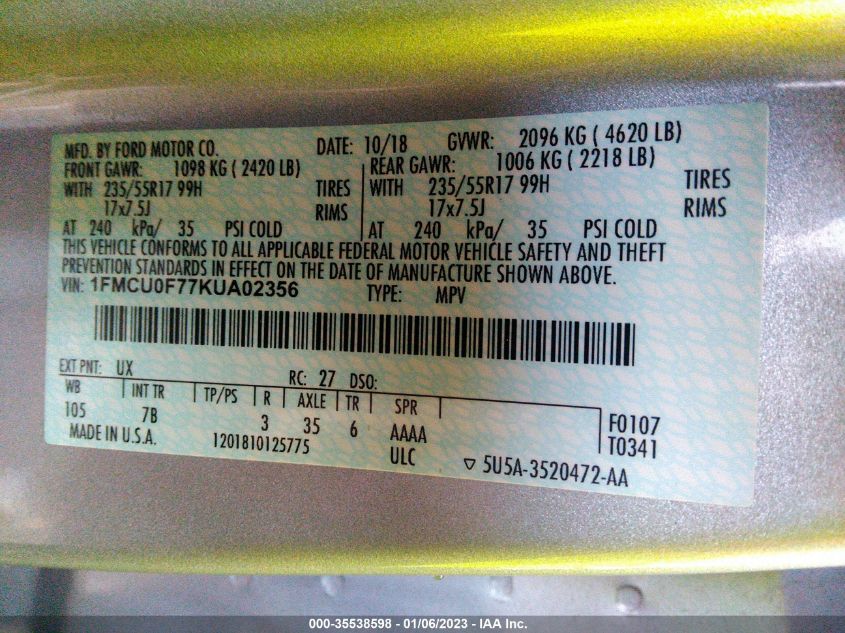 MFD. BY FORD MOTOR CO. DATE: 10/18 GVWR: 2096 KG ( 4620 LB)
FRONT GAWR: 1098 KG ( 2420 LB) REAR GAWR: 1006 KG ( 2218 LB)
WITH 235/55R17 99H TIRES WITH 235/55R17 99H TIRES
17x7.5J RIMS 17x7.5J RIMS
AT 240 kPa/ 35 PSI COLD AT 240 kPa/ 35 PSI COLD
THIS VEHICLE CONFORMS TO ALL APPLICABLE FEDERAL MOTOR VEHICLE SAFETY AND THEFT
PREVENTION STANDARDS IN EFFECT ON THE DATE OF MANUFACTURE SHOWN ABOVE.
VIN: 1FMCU0F77KUA02356 TYPE: MPV
EXT PNT: UX RC: 27 DSO:
WB INT TR TP/PS R AXLE TR SPR
105 7B 3 35 6 AAAA F0107
MADE IN U.S.A. 1201810125775 ULC T0341
▽ 5U5A-3520472-AA
000-35538598 - 01/06/2023 - IAA Inc.